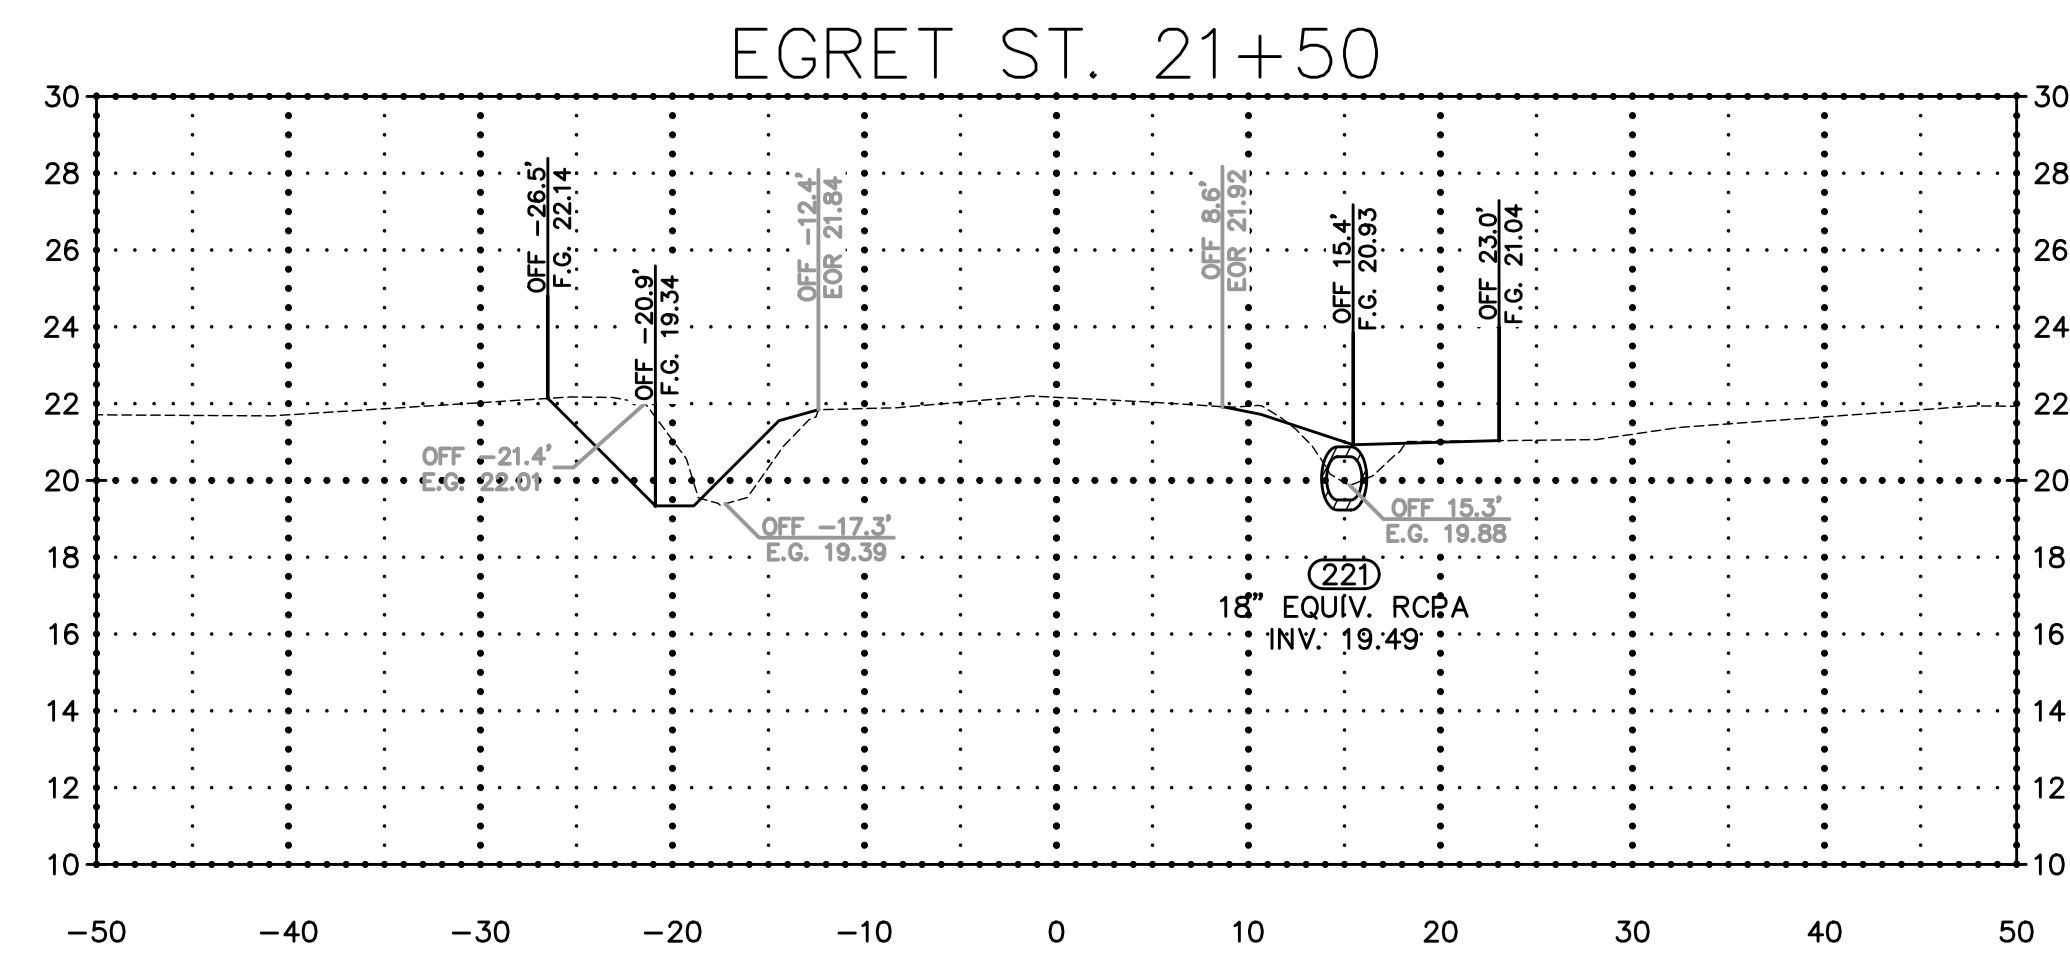 EGRET ST. 21+50
30
30
28
28
26
26
24
24
22
22
20
20
18
18
16
16
14
14
12
12
10
10
OFF -26.5'
F.G. 22.14
OFF -20.9'
F.G. 19.34
OFF -12.4'
EOR 21.84
OFF 8.6'
EOR 21.92
OFF 15.4'
F.G. 20.93
OFF 23.0'
F.G. 21.04
OFF -21.4'
E.G. 22.01
OFF -17.3'
E.G. 19.39
OFF 15.3'
E.G. 19.88
221
18" EQUIV. RCPA
INV. 19.49
-50 -40 -30 -20 -10 0 10 20 30 40 50